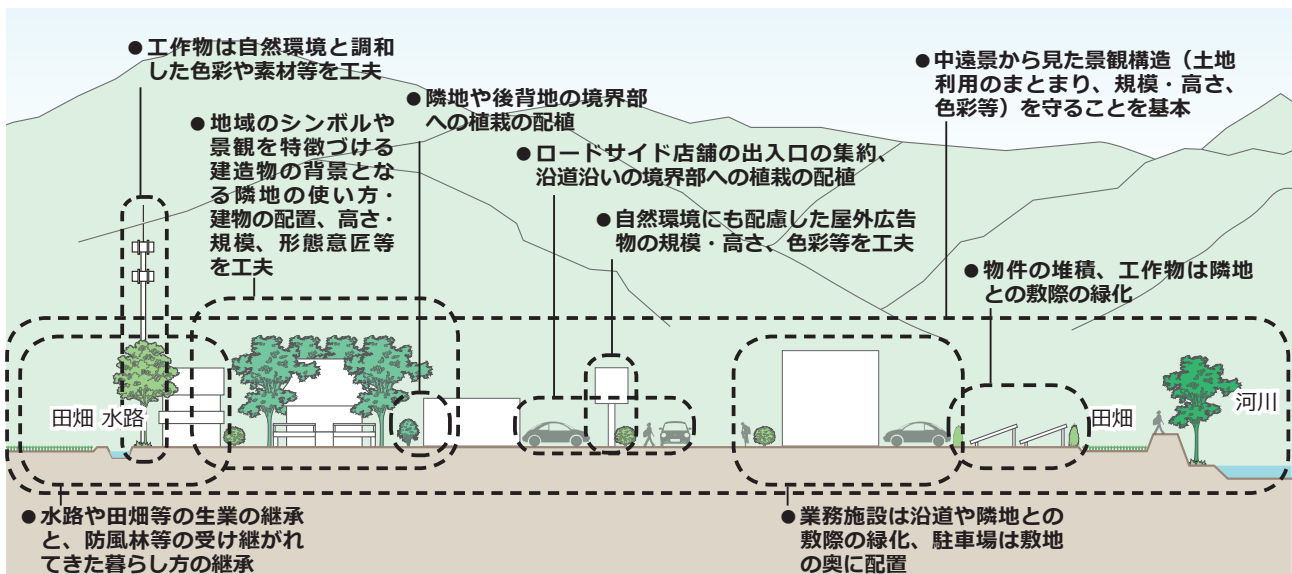 ●工作物は自然環境と調和
した色彩や素材等を工夫
●地域のシンボルや
景観を特徴づける
建造物の背景とな
る隣地の使い方・
建物の配置、高さ・
規模、形態意匠等
を工夫
●隣地や後背地の境界部
への植栽の配植
●ロードサイド店舗の出入口の集約、
沿道沿いの境界部への植栽の配植
●自然環境にも配慮した屋外広告
物の規模・高さ、色彩等を工夫
●中遠景から見た景観構造（土地
利用のまとまり、規模・高さ、
色彩等）を守ることを基本
●物件の堆積、工作物は隣地
との敷際の緑化
田畑 水路
田畑
河川
●水路や田畑等の生業の継承
と、防風林等の受け継がれ
てきた暮らし方の継承
●業務施設は沿道や隣地との
敷際の緑化、駐車場は敷地
の奥に配置